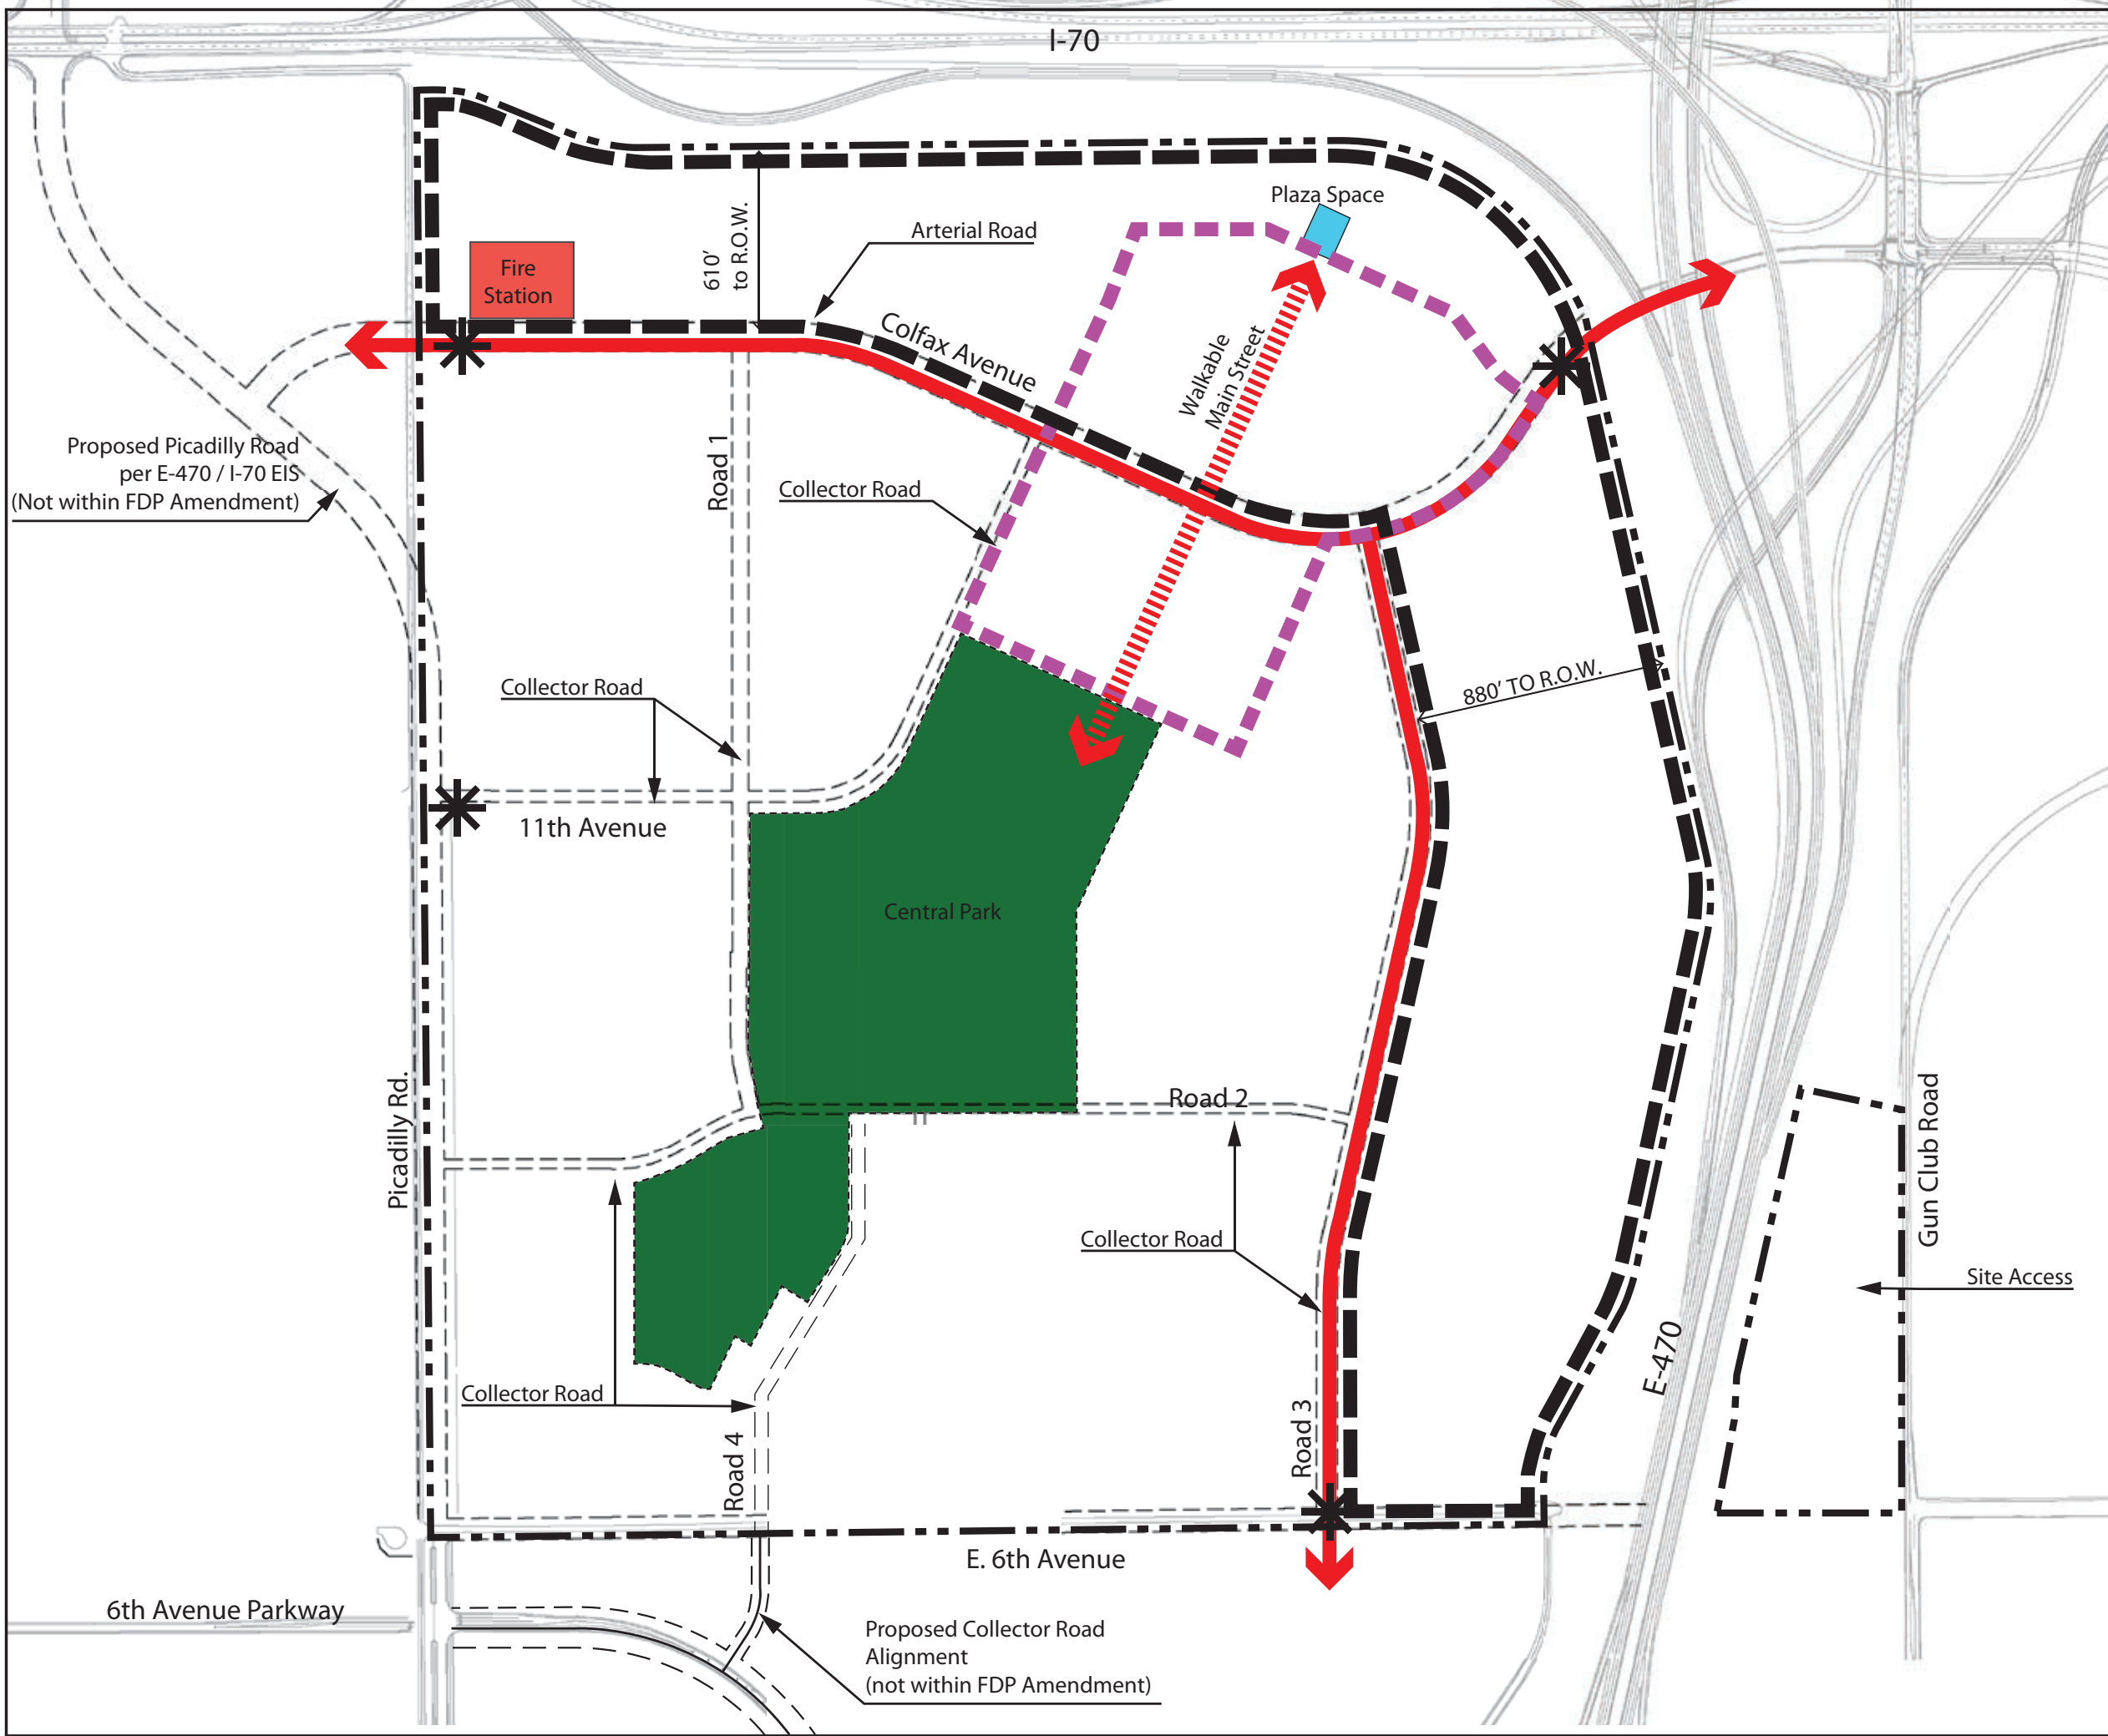 I-70
Plaza Space
Arterial Road
610'
to R.O.W.
Fire
Station
Colfax Avenue
Walkable
Main Street
Proposed Picadilly Road
per E-470 / I-70 EIS
(Not within FDP Amendment)
Road 1
Collector Road
Collector Road
880' TO R.O.W.
11th Avenue
Central Park
Picadilly Rd.
Road 2
Gun Club Road
Collector Road
Site Access
E-470
Collector Road
Road 4
Road 3
E. 6th Avenue
6th Avenue Parkway
Proposed Collector Road
Alignment
(not within FDP Amendment)